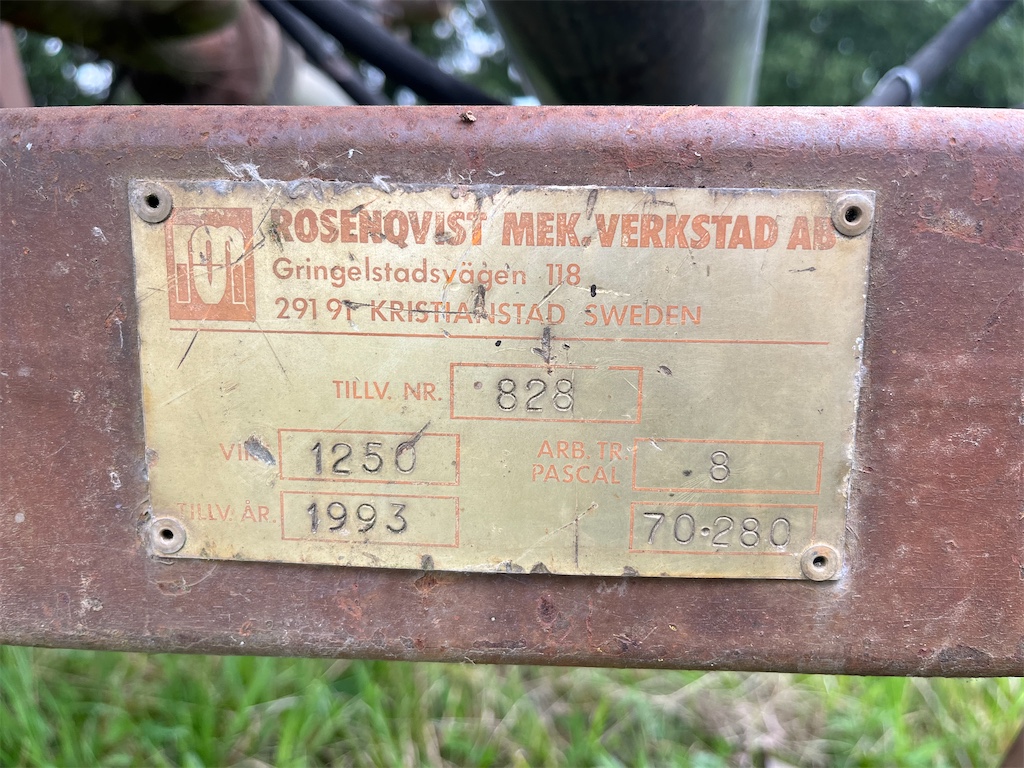 ROSENQVIST MEK. VERKSTAD AB
Gringelstadsvägen 118
291 91 KRISTIANSTAD SWEDEN
TILLV. NR. 828
1250
ARB. TR. PASCAL 8
TILLV. ÅR. 1993
70-280